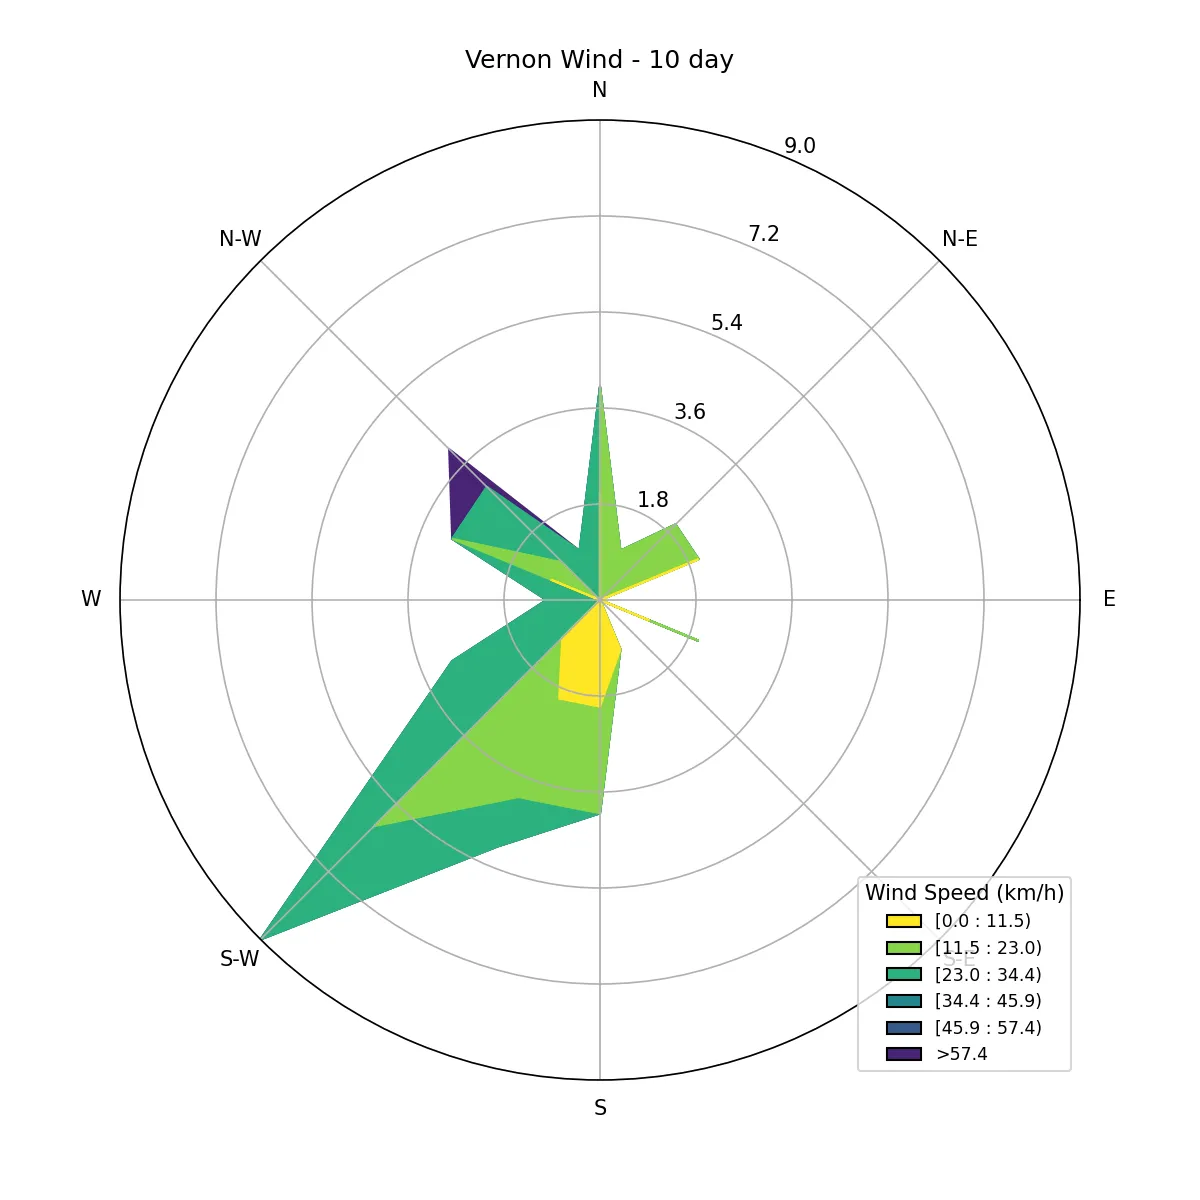 Vernon Wind - 10 day
N
9.0
7.2
N-W
N-E
5.4
3.6
1.8
W
E
Wind Speed (km/h)
[0.0 : 11.5)
[11.5 : 23.0)
S-W
S-E
[23.0 : 34.4)
[34.4 : 45.9)
[45.9 : 57.4)
>57.4
S